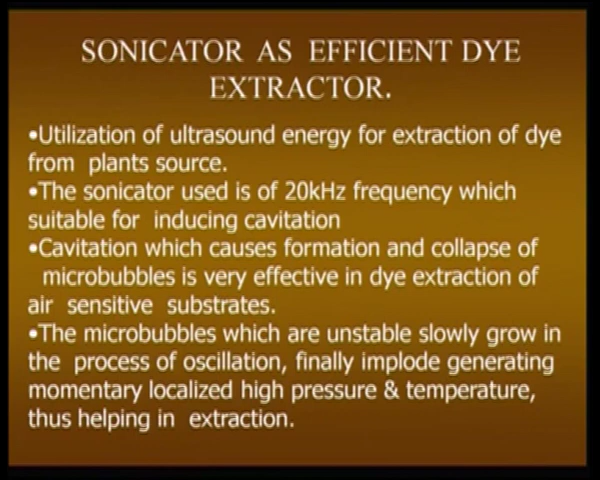 SONICATOR AS EFFICIENT DYE
EXTRACTOR.
•Utilization of ultrasound energy for extraction of dye
from plants source.
•The sonicator used is of 20kHz frequency which
suitable for inducing cavitation
•Cavitation which causes formation and collapse of
microbubbles is very effective in dye extraction of
air sensitive substrates.
•The microbubbles which are unstable slowly grow in
the process of oscillation, finally implode generating
momentary localized high pressure & temperature,
thus helping in extraction.